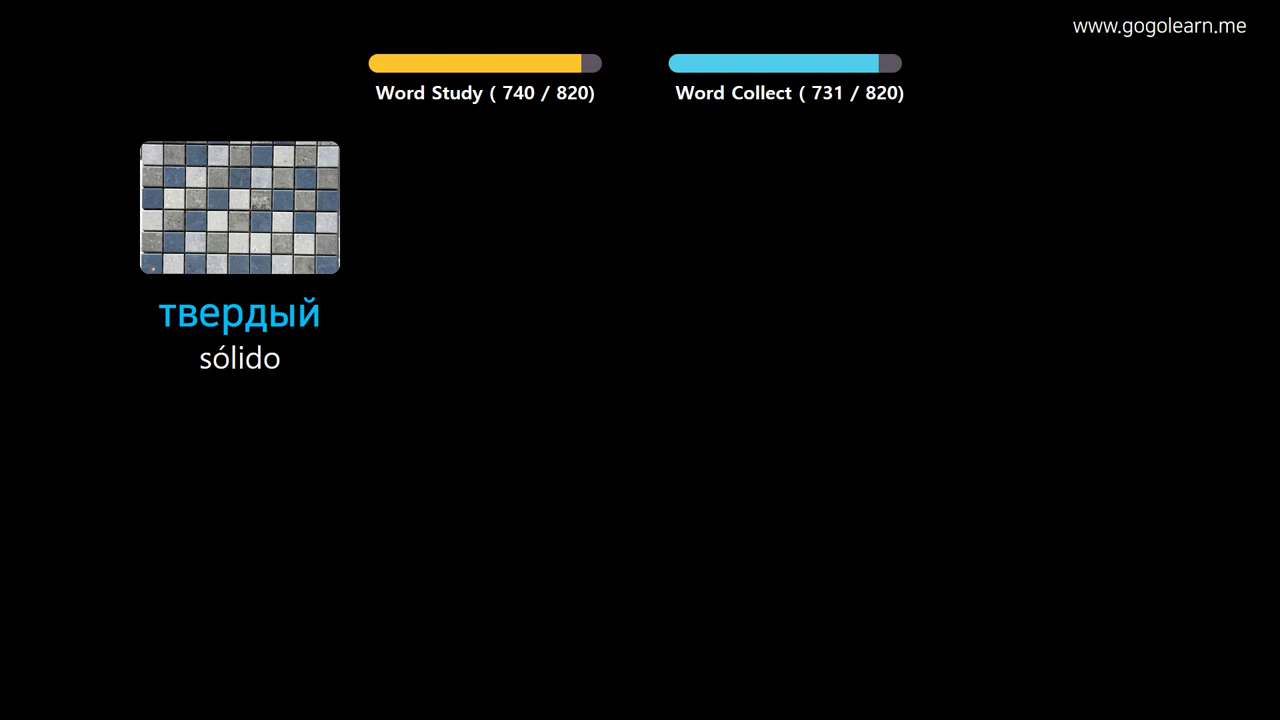 www.gogolearn.me
Word Study ( 740 / 820)
Word Collect ( 731 / 820)
твердый
sólido